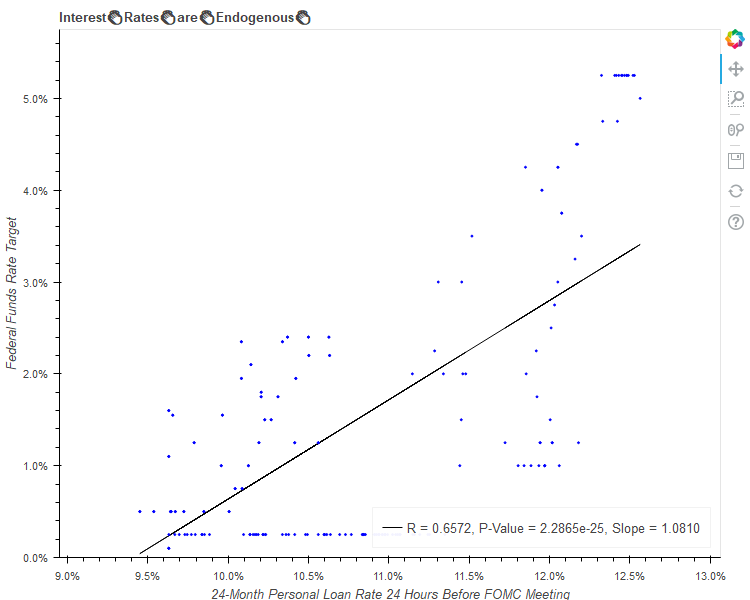 Interest👏Rates👏are👏Endogenous👏
Federal Funds Rate Target
5.0%
4.0%
3.0%
2.0%
1.0%
0.0%
R = 0.6572, P-Value = 2.2865e-25, Slope = 1.0810
9.0% 9.5% 10.0% 10.5% 11.0% 11.5% 12.0% 12.5% 13.0%
24-Month Personal Loan Rate 24 Hours Before FOMC Meeting